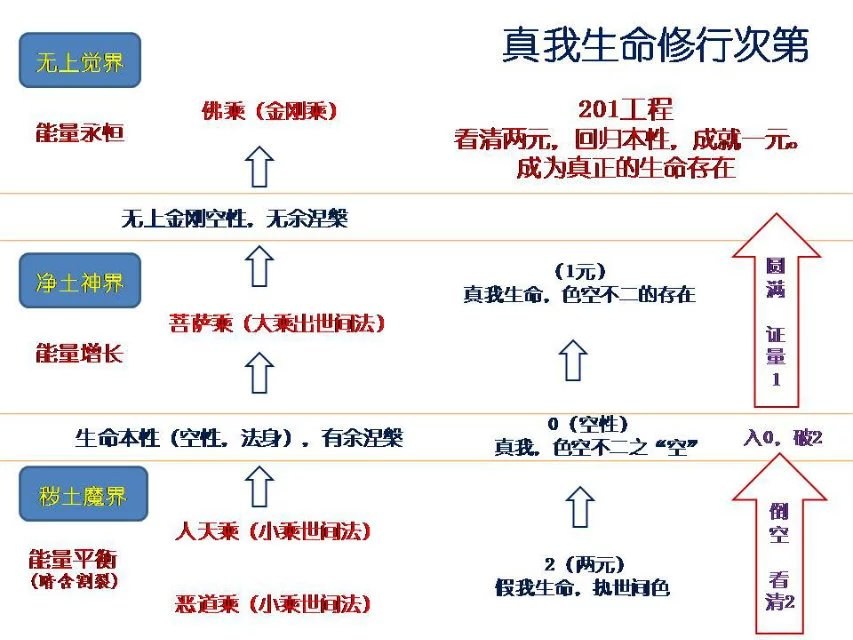 真我生命修行次第
无上觉界
佛乘（金刚乘）
201工程
能量永恒
看清两元，回归本性，成就一元。
成为真正的生命存在
无上金刚空性，无余涅槃
净土神界
（1元）
圆满 证量1
真我生命，色空不二的存在
菩萨乘（大乘出世间法）
能量增长
生命本性（空性，法身），有余涅槃
0（空性）
真我，色空不二之“空”
入0，破2
秽土魔界
倒空 看清2
人天乘（小乘世间法）
能量平衡
（暗含割裂）
2（两元）
假我生命，执世间色
恶道乘（小乘世间法）